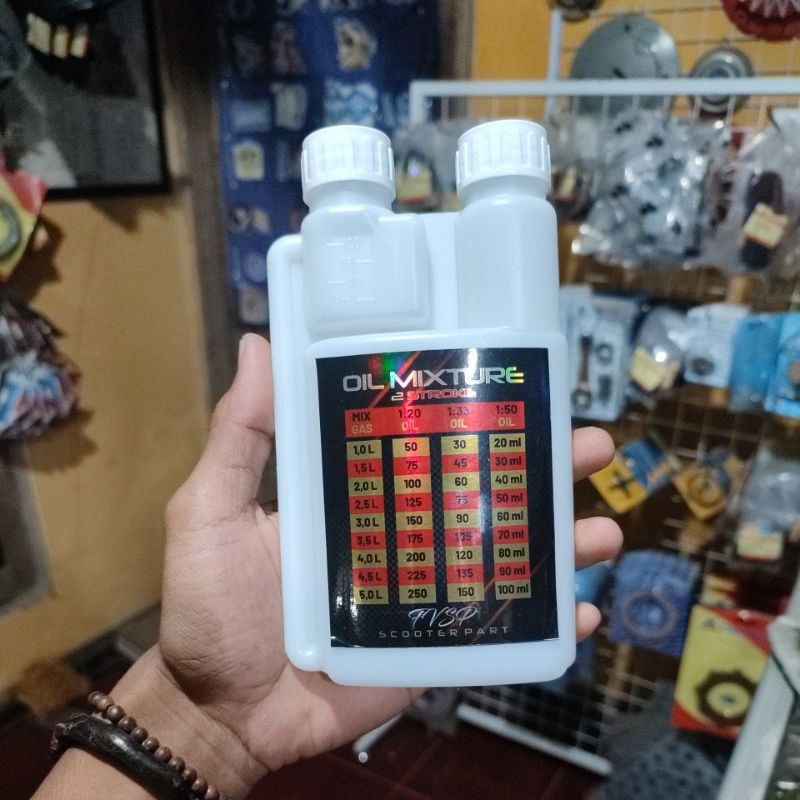 OIL MIXTURE
2 STROKE
MIX 1:20 1:33 1:50
GAS OIL OIL OIL
1,0 L 50 30 20 ml
1,5 L 75 45 30 ml
2,0 L 100 60 40 ml
2,5 L 125 75 50 ml
3,0 L 150 90 60 ml
3,5 L 175 105 70 ml
4,0 L 200 120 80 ml
4,5 L 225 135 90 ml
5,0 L 250 150 100 ml
FVSP
SCOOTER PART